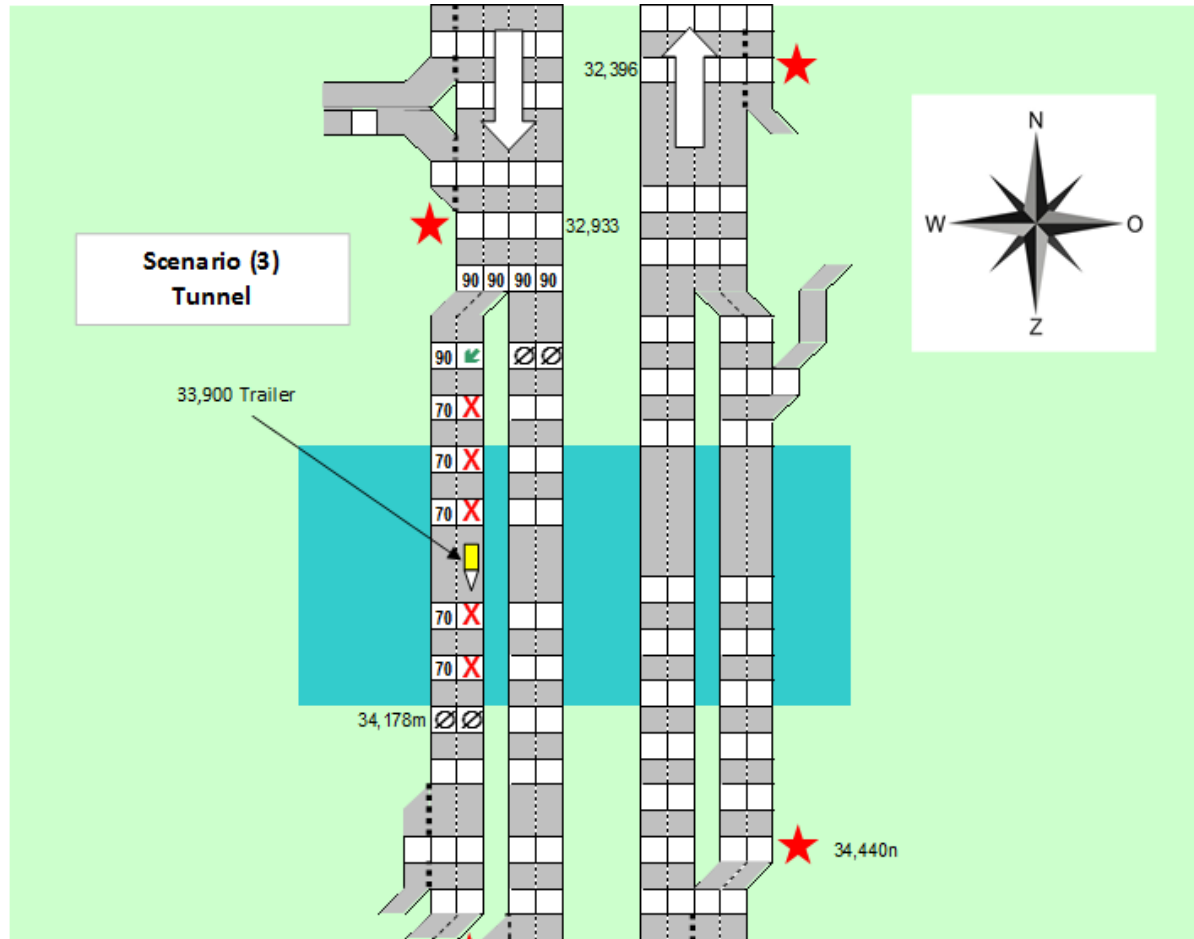 32,396
N
W
O
Z
32,933
Scenario (3)
Tunnel
90 90 90 90
90 Ø Ø
33,900 Trailer
70 X
70 X
70 X
70 X
70 X
34,178m Ø Ø
34,440n